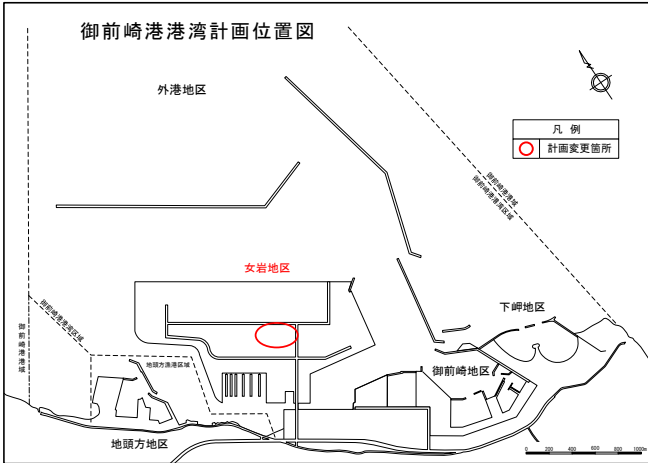 御前崎港港湾計画位置図
外港地区
凡 例
計画変更箇所
御前崎港港域
御前崎港港湾区域
女岩地区
下岬地区
御前崎港港湾区域
御前崎港港域
地頭方漁港区域
御前崎地区
地頭方地区
0 200 400 600 800 1000m